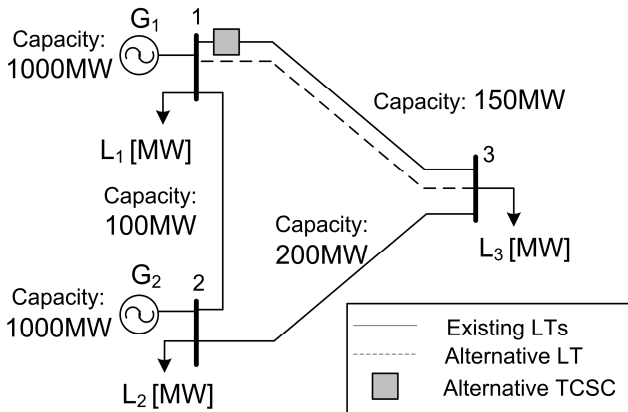 G₁
1
Capacity:
1000MW
Capacity: 150MW
L₁ [MW]
3
Capacity:
100MW
Capacity:
200MW
L₃ [MW]
G₂
2
Capacity:
1000MW
L₂ [MW]
Existing LTs
Alternative LT
Alternative TCSC